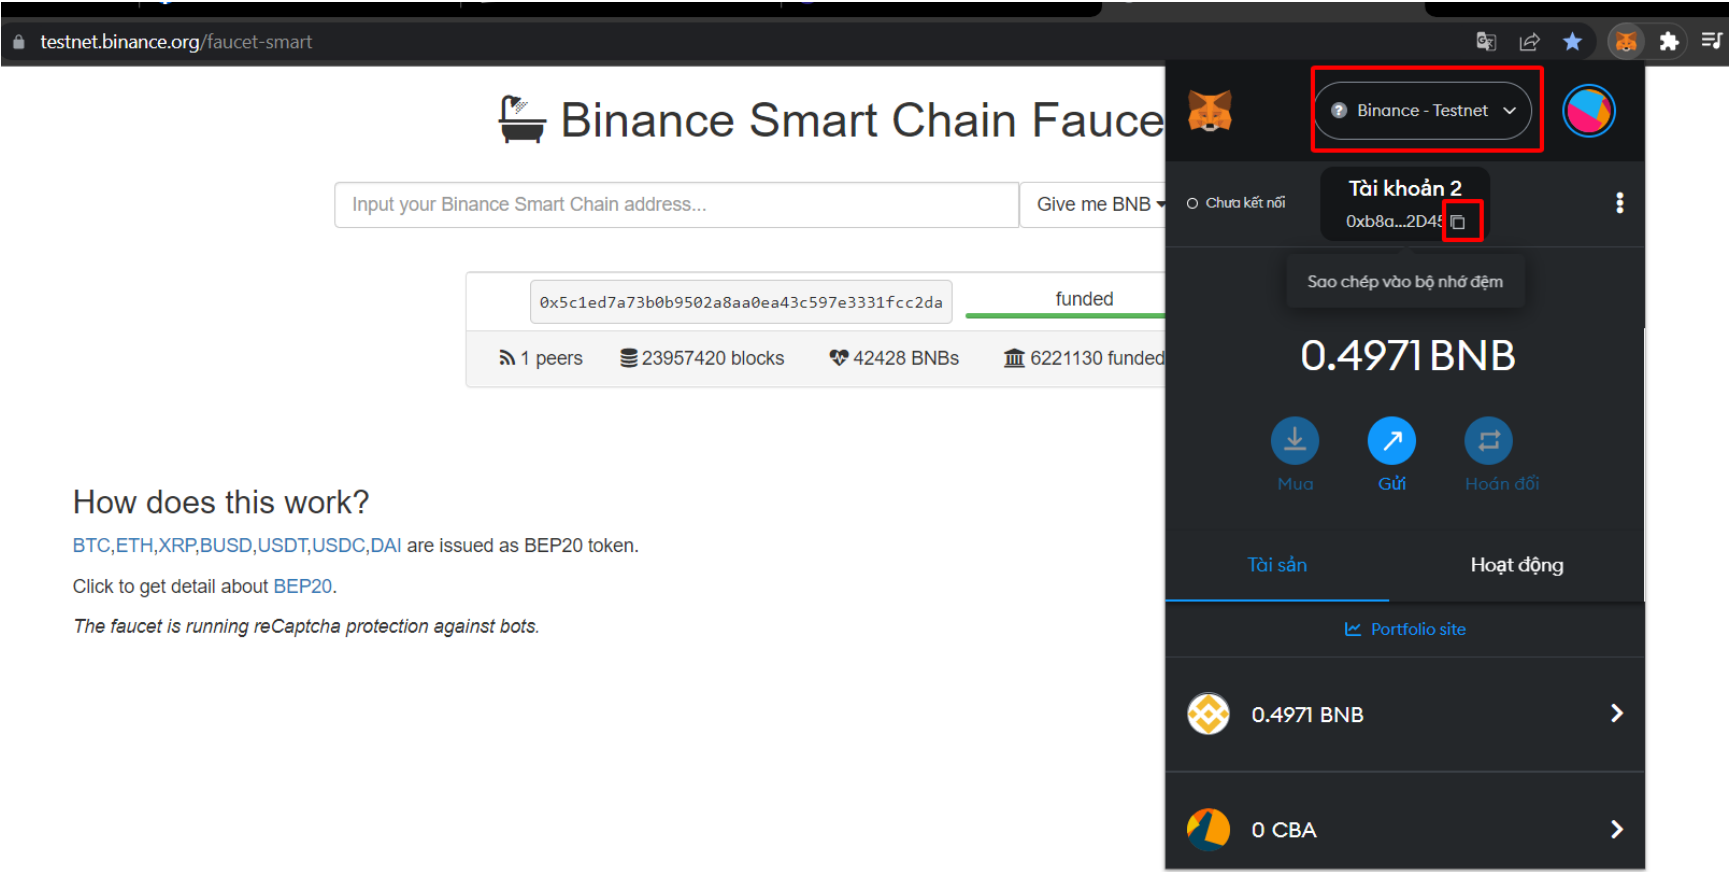 testnet.binance.org/faucet-smart
Binance Smart Chain Fauce
Input your Binance Smart Chain address...
Give me BNB
0x5c1ed7a73b0b9502a8aa0ea43c597e3331fcc2da
funded
1 peers
23957420 blocks
42428 BNBs
6221130 funded
How does this work?
BTC,ETH,XRP,BUSD,USDT,USDC,DAI are issued as BEP20 token.
Click to get detail about BEP20.
The faucet is running reCaptcha protection against bots.
Binance - Testnet
Chưa kết nối
Tài khoản 2
0xb8a...2D45
Sao chép vào bộ nhớ đệm
0.4971 BNB
Mua
Gửi
Hoán đổi
Tài sản
Hoạt động
Portfolio site
0.4971 BNB
0 CBA